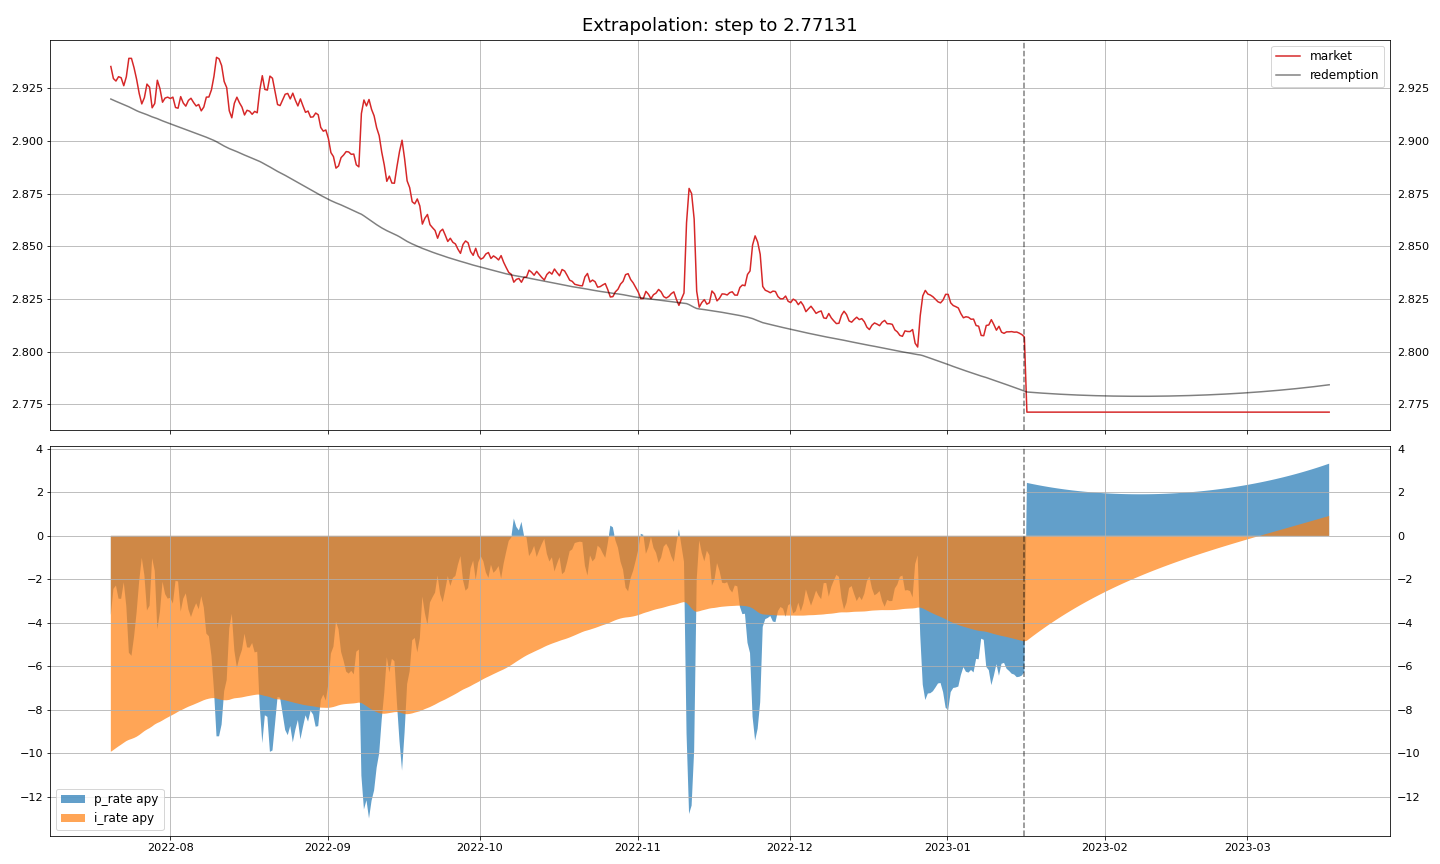 Extrapolation: step to 2.77131
market
redemption
2.925 2.925
2.900 2.900
2.875 2.875
2.850 2.850
2.825 2.825
2.800 2.800
2.775 2.775
4 4
2 2
0 0
−2 −2
−4 −4
−6 −6
−8 −8
−10 −10
−12 −12
p_rate apy
i_rate apy
2022-08 2022-09 2022-10 2022-11 2022-12 2023-01 2023-02 2023-03